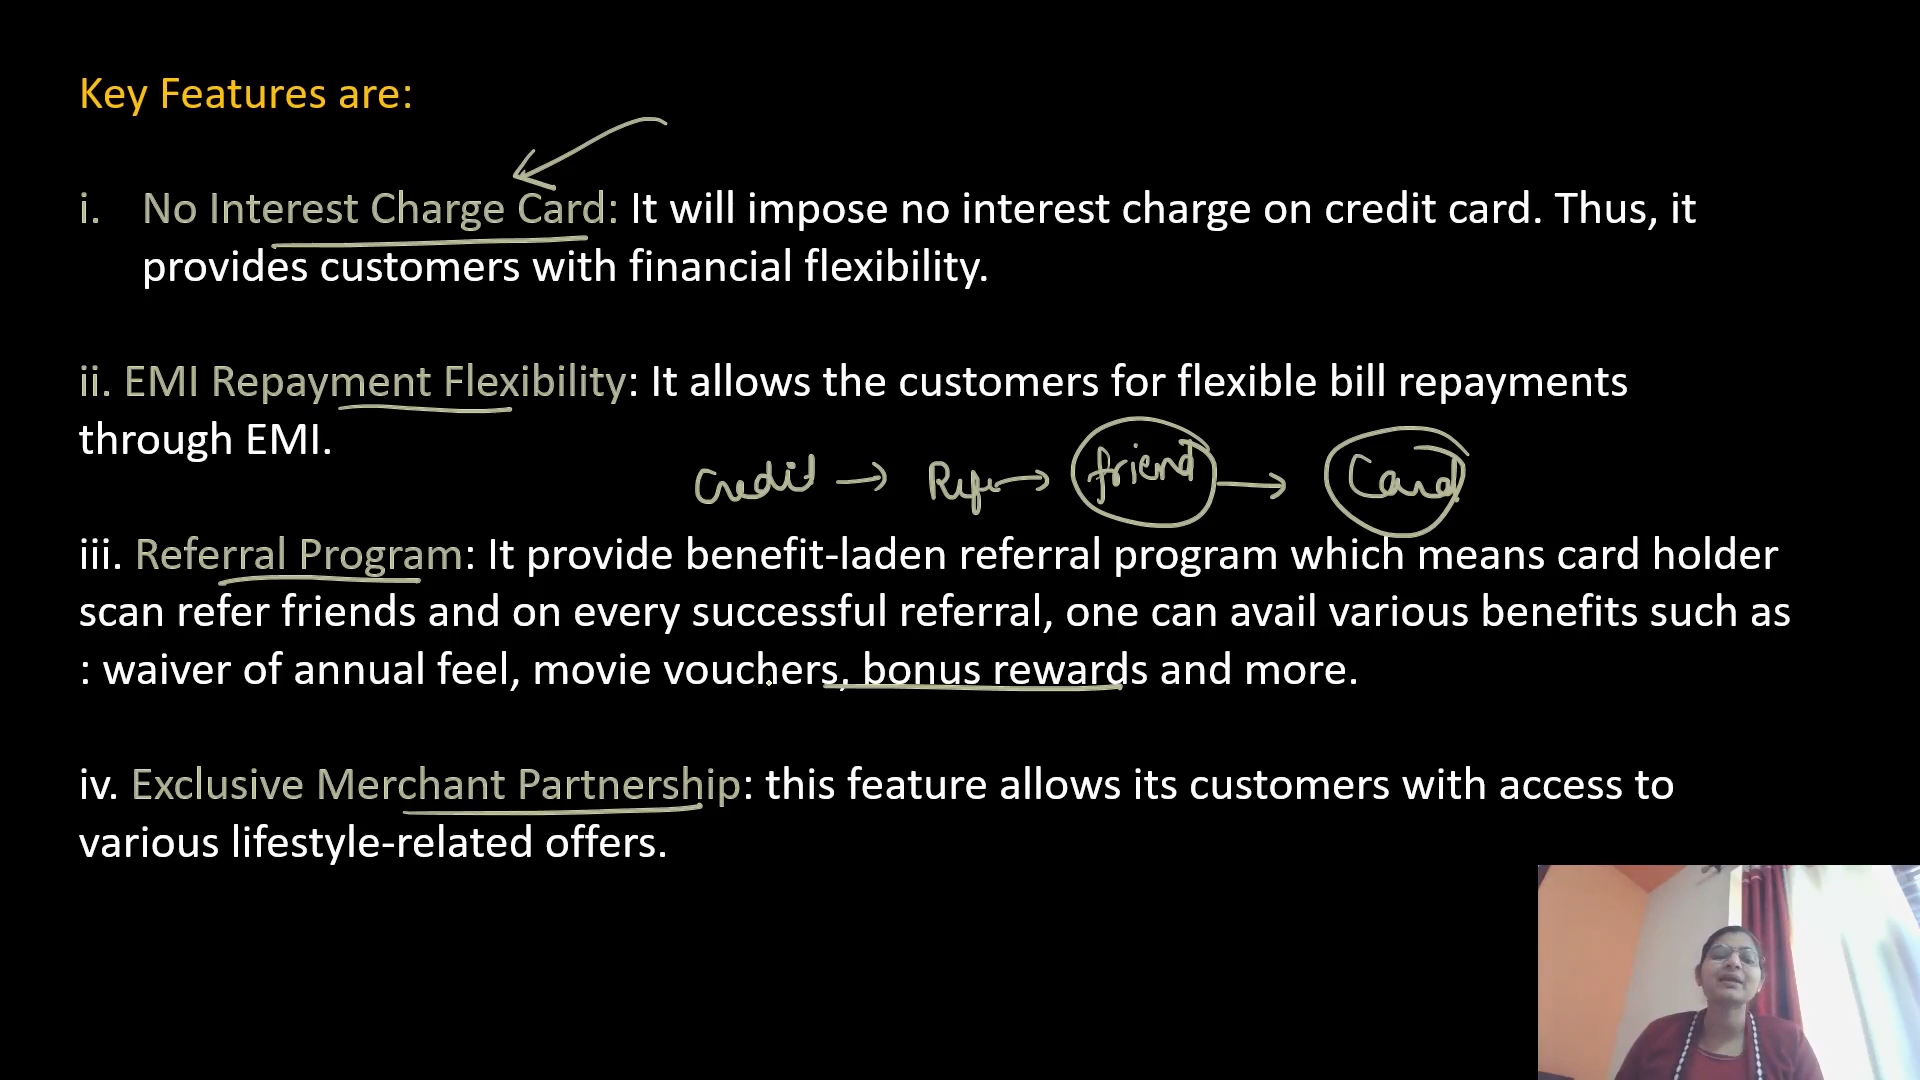 Key Features are:
i. No Interest Charge Card: It will impose no interest charge on credit card. Thus, it
provides customers with financial flexibility.
ii. EMI Repayment Flexibility: It allows the customers for flexible bill repayments
through EMI.
Credit → Refer → friend → Card
iii. Referral Program: It provide benefit-laden referral program which means card holder
scan refer friends and on every successful referral, one can avail various benefits such as
: waiver of annual feel, movie vouchers, bonus rewards and more.
iv. Exclusive Merchant Partnership: this feature allows its customers with access to
various lifestyle-related offers.